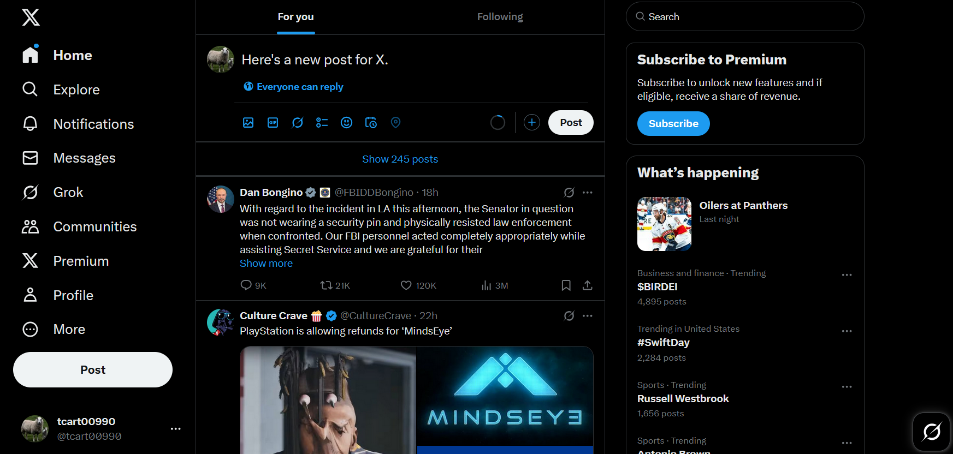 Home
Explore
Notifications
Messages
Grok
Communities
Premium
Profile
More
Post
tcart00990
@tcart00990
For you
Following
Here's a new post for X.
Everyone can reply
GIF
Post
Show 245 posts
Dan Bongino @FBIDDBongino · 18h
With regard to the incident in LA this afternoon, the Senator in question
was not wearing a security pin and physically resisted law enforcement
when confronted. Our FBI personnel acted completely appropriately while
assisting Secret Service and we are grateful for their
Show more
9K 21K 120K 3M
Culture Crave @CultureCrave · 22h
PlayStation is allowing refunds for 'MindsEye'
MINDSEYE
Search
Subscribe to Premium
Subscribe to unlock new features and if
eligible, receive a share of revenue.
Subscribe
What's happening
Oilers at Panthers
Last night
Business and finance · Trending
$BIRDEI
4,895 posts
Trending in United States
#SwiftDay
2,284 posts
Sports · Trending
Russell Westbrook
1,656 posts
Sports · Trending
Antonio Brown